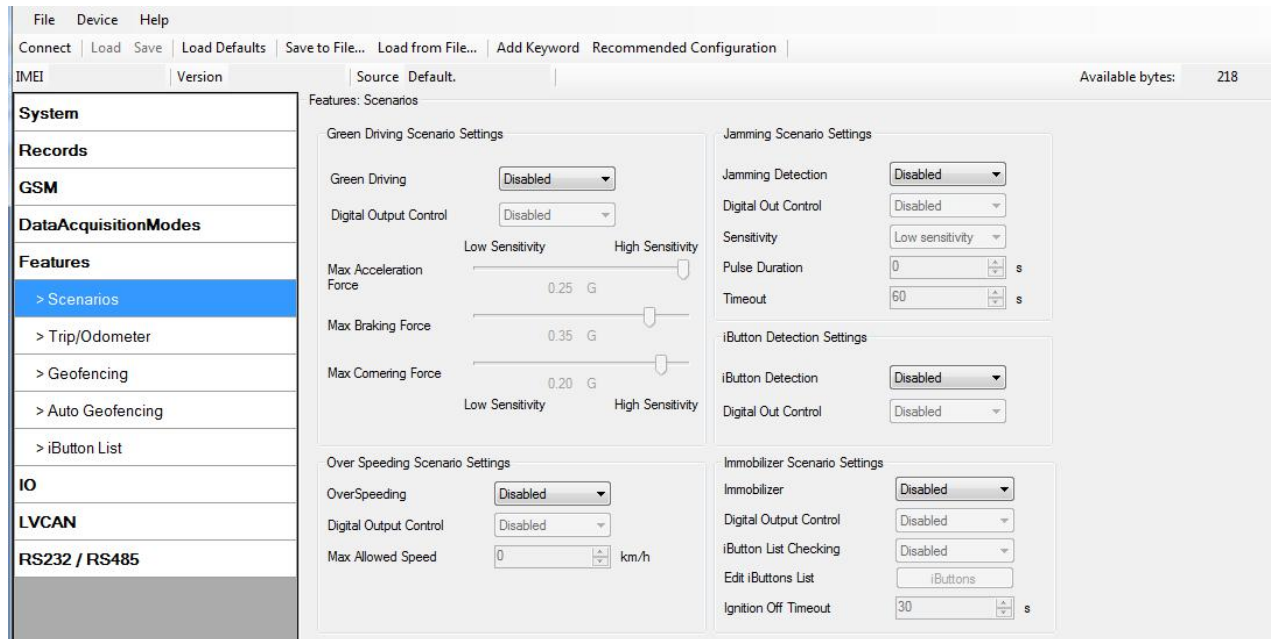 File Device Help
Connect Load Save Load Defaults Save to File... Load from File... Add Keyword Recommended Configuration
IMEI Version Source Default. Available bytes: 218
System
Records
GSM
DataAcquisitionModes
Features
> Scenarios
> Trip/Odometer
> Geofencing
> Auto Geofencing
> iButton List
IO
LVCAN
RS232 / RS485
Features: Scenarios
Green Driving Scenario Settings
Green Driving Disabled
Digital Output Control Disabled
Low Sensitivity High Sensitivity
Max Acceleration
Force
0.25 G
Max Braking Force
0.35 G
Max Cornering Force
0.20 G
Low Sensitivity High Sensitivity
Over Speeding Scenario Settings
OverSpeeding Disabled
Digital Output Control Disabled
Max Allowed Speed 0 km/h
Jamming Scenario Settings
Jamming Detection Disabled
Digital Out Control Disabled
Sensitivity Low sensitivity
Pulse Duration 0 s
Timeout 60 s
iButton Detection Settings
iButton Detection Disabled
Digital Out Control Disabled
Immobilizer Scenario Settings
Immobilizer Disabled
Digital Output Control Disabled
iButton List Checking Disabled
Edit iButtons List iButtons
Ignition Off Timeout 30 s